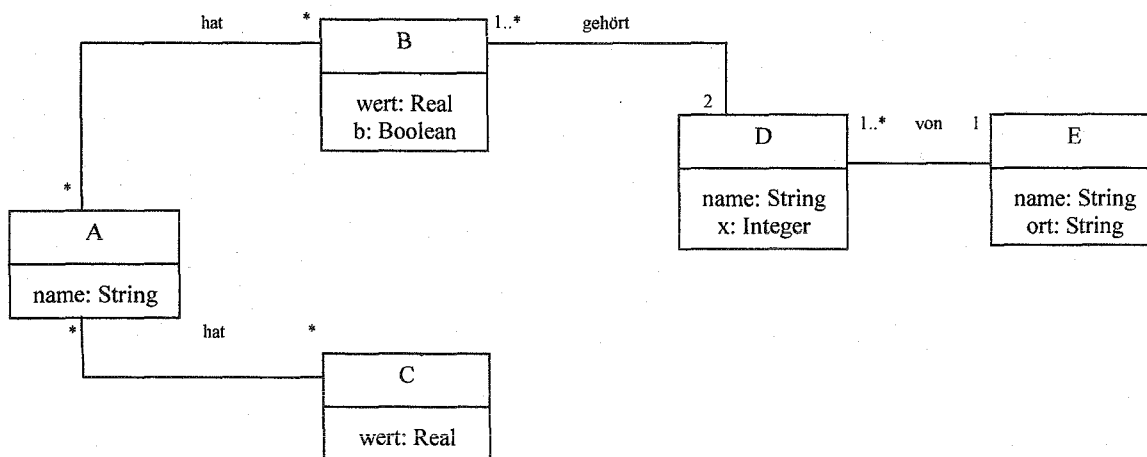 hat
*
1..*
gehört
B
wert: Real
b: Boolean
2
D
1..*
von
1
E
name: String
x: Integer
name: String
ort: String
*
A
name: String
*
hat
*
C
wert: Real